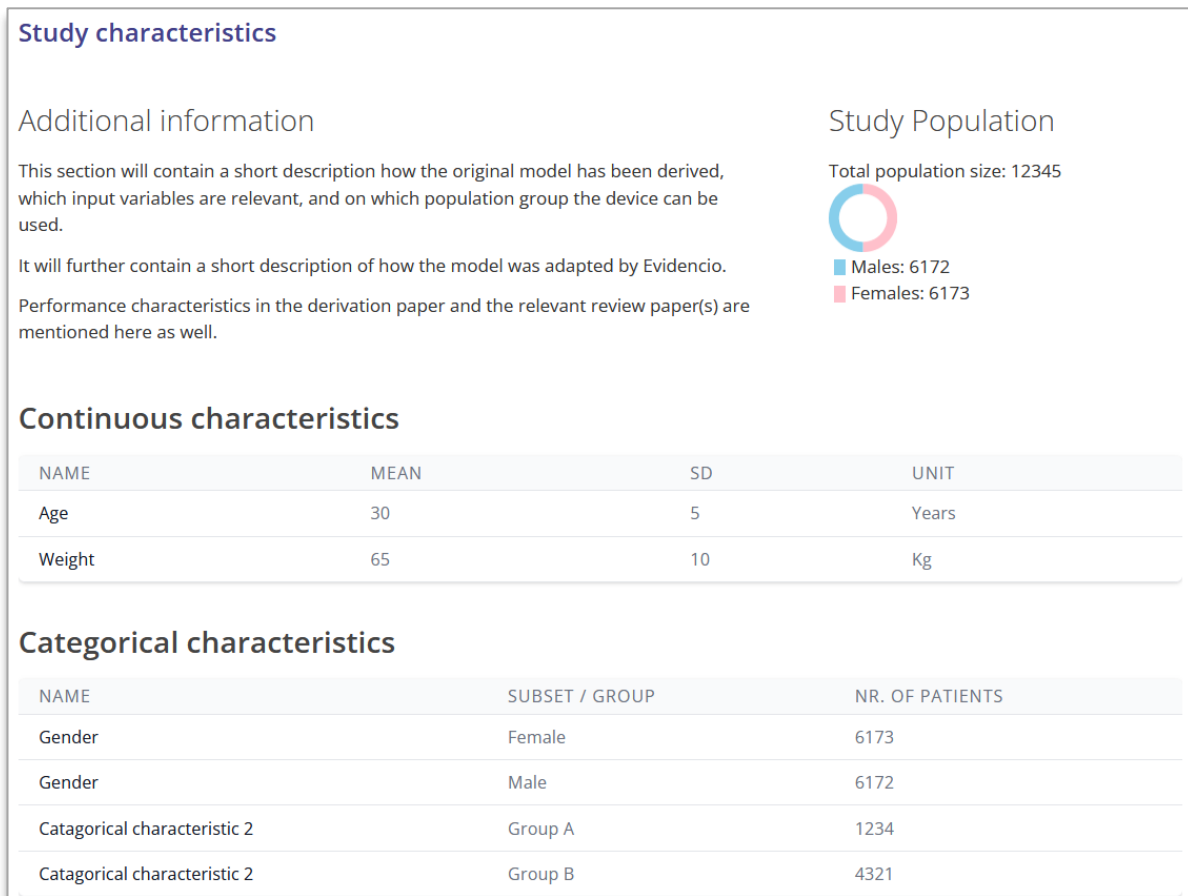 Study characteristics
Additional information
This section will contain a short description how the original model has been derived,
which input variables are relevant, and on which population group the device can be
used.
It will further contain a short description of how the model was adapted by Evidencio.
Performance characteristics in the derivation paper and the relevant review paper(s) are
mentioned here as well.
Study Population
Total population size: 12345
Males: 6172
Females: 6173
Continuous characteristics
NAME MEAN SD UNIT
Age 30 5 Years
Weight 65 10 Kg
Categorical characteristics
NAME SUBSET / GROUP NR. OF PATIENTS
Gender Female 6173
Gender Male 6172
Catagorical characteristic 2 Group A 1234
Catagorical characteristic 2 Group B 4321